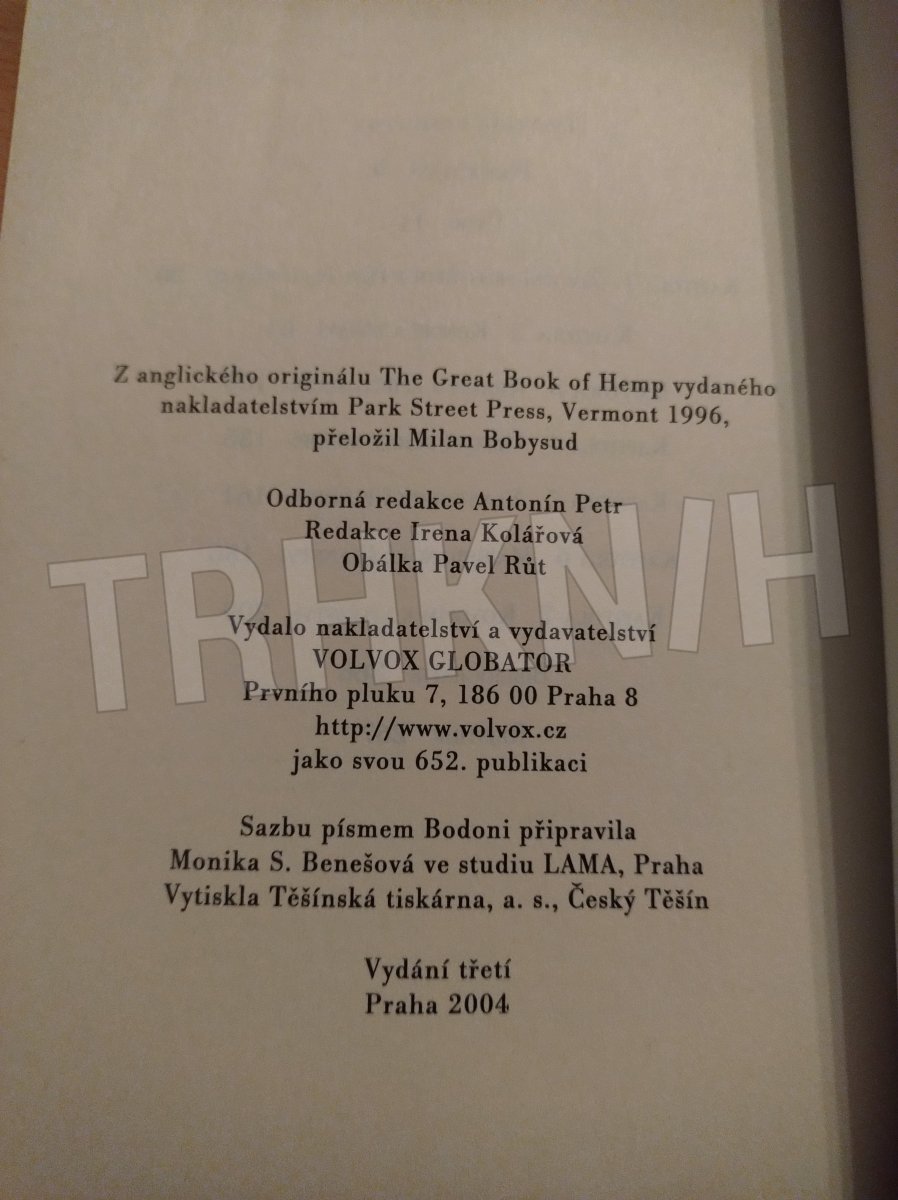 Z anglického originálu The Great Book of Hemp vydaného
nakladatelstvím Park Street Press, Vermont 1996,
přeložil Milan Bobysud
Odborná redakce Antonín Petr
Redakce Irena Kolářová
Obálka Pavel Růt
Vydalo nakladatelství a vydavatelství
VOLVOX GLOBATOR
Prvního pluku 7, 186 00 Praha 8
http://www.volvox.cz
jako svou 652. publikaci
Sazbu písmem Bodoni připravila
Monika S. Benešová ve studiu LAMA, Praha
Vytiskla Těšínská tiskárna, a. s., Český Těšín
Vydání třetí
Praha 2004
TRHKNIH